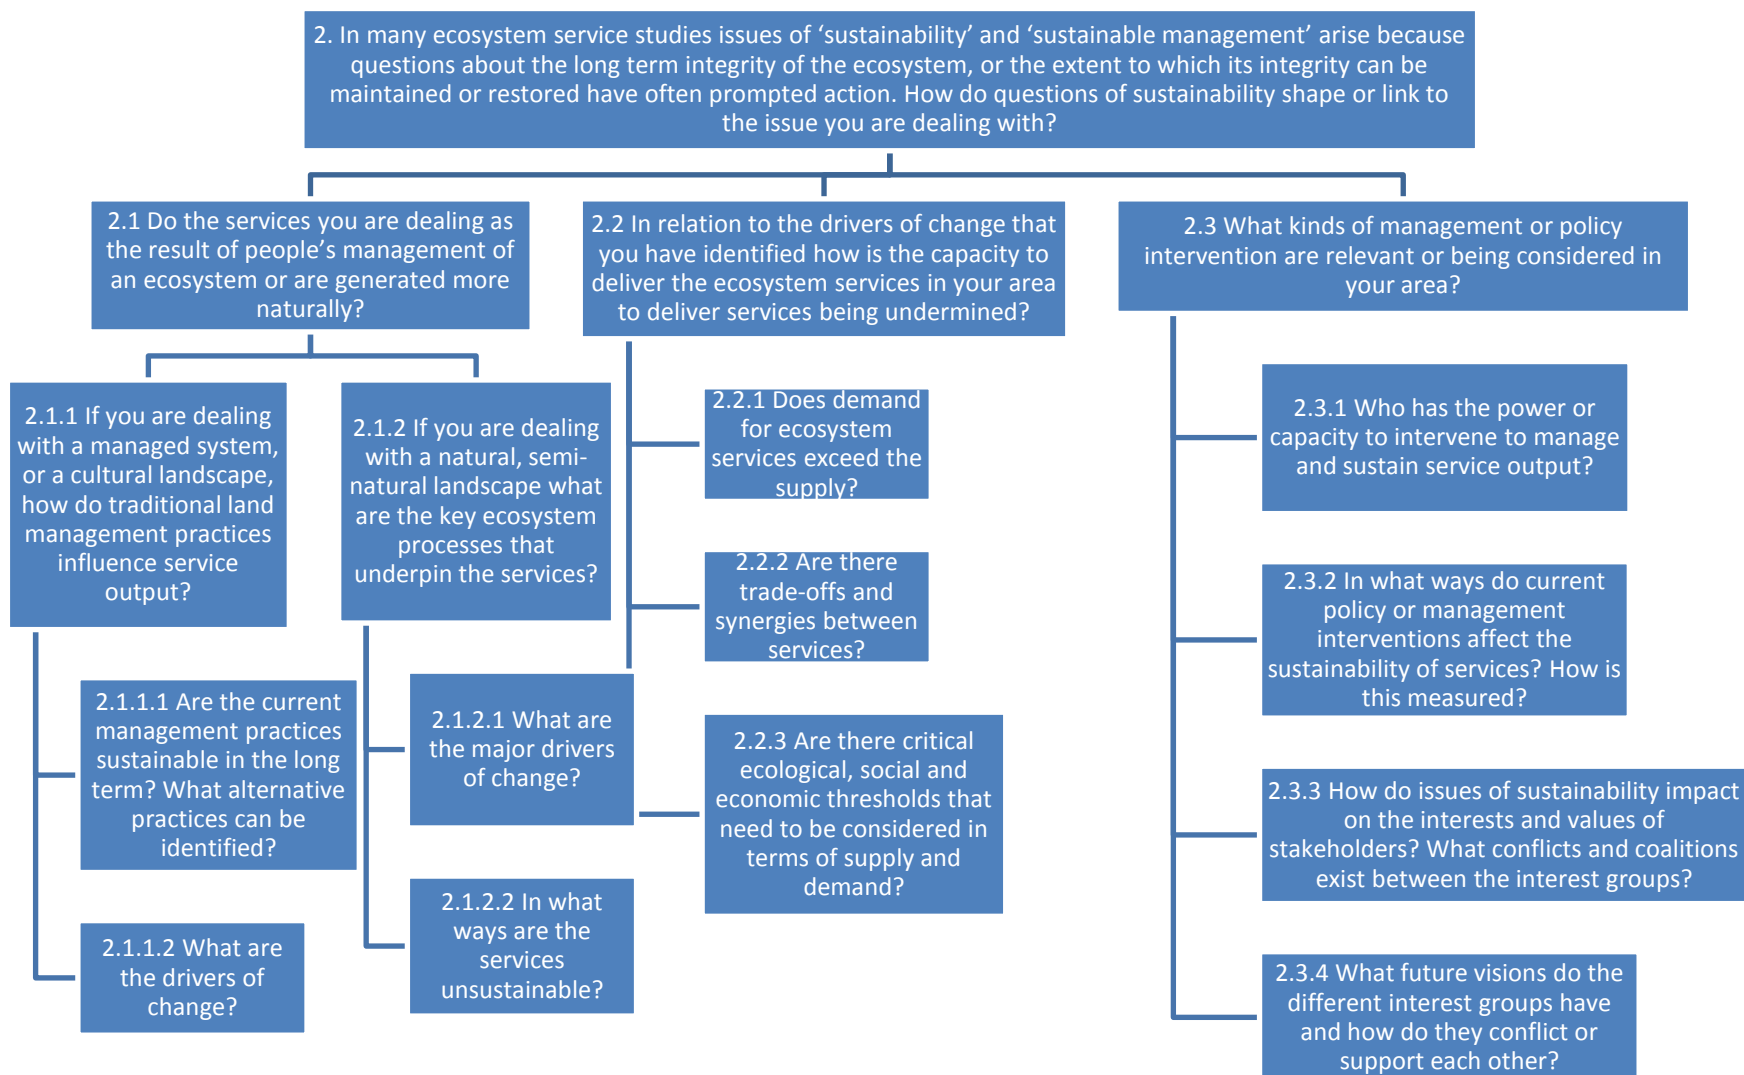 2. In many ecosystem service studies issues of ‘sustainability’ and ‘sustainable management’ arise because
questions about the long term integrity of the ecosystem, or the extent to which its integrity can be
maintained or restored have often prompted action. How do questions of sustainability shape or link to
the issue you are dealing with?
2.1 Do the services you are dealing as
the result of people’s management of
an ecosystem or are generated more
naturally?
2.1.1 If you are dealing
with a managed system,
or a cultural landscape,
how do traditional land
management practices
influence service
output?
2.1.1.1 Are the current
management practices
sustainable in the long
term? What alternative
practices can be
identified?
2.1.1.2 What are
the drivers of
change?
2.1.2 If you are dealing
with a natural, semi-
natural landscape what
are the key ecosystem
processes that
underpin the services?
2.1.2.1 What are
the major drivers
of change?
2.1.2.2 In what
ways are the
services
unsustainable?
2.2 In relation to the drivers of change that
you have identified how is the capacity to
deliver the ecosystem services in your area
to deliver services being undermined?
2.2.1 Does demand
for ecosystem
services exceed the
supply?
2.2.2 Are there
trade-offs and
synergies between
services?
2.2.3 Are there critical
ecological, social and
economic thresholds that
need to be considered in
terms of supply and
demand?
2.3 What kinds of management or policy
intervention are relevant or being considered in
your area?
2.3.1 Who has the power or
capacity to intervene to manage
and sustain service output?
2.3.2 In what ways do current
policy or management
interventions affect the
sustainability of services? How is
this measured?
2.3.3 How do issues of sustainability impact
on the interests and values of
stakeholders? What conflicts and coalitions
exist between the interest groups?
2.3.4 What future visions do the
different interest groups have
and how do they conflict or
support each other?